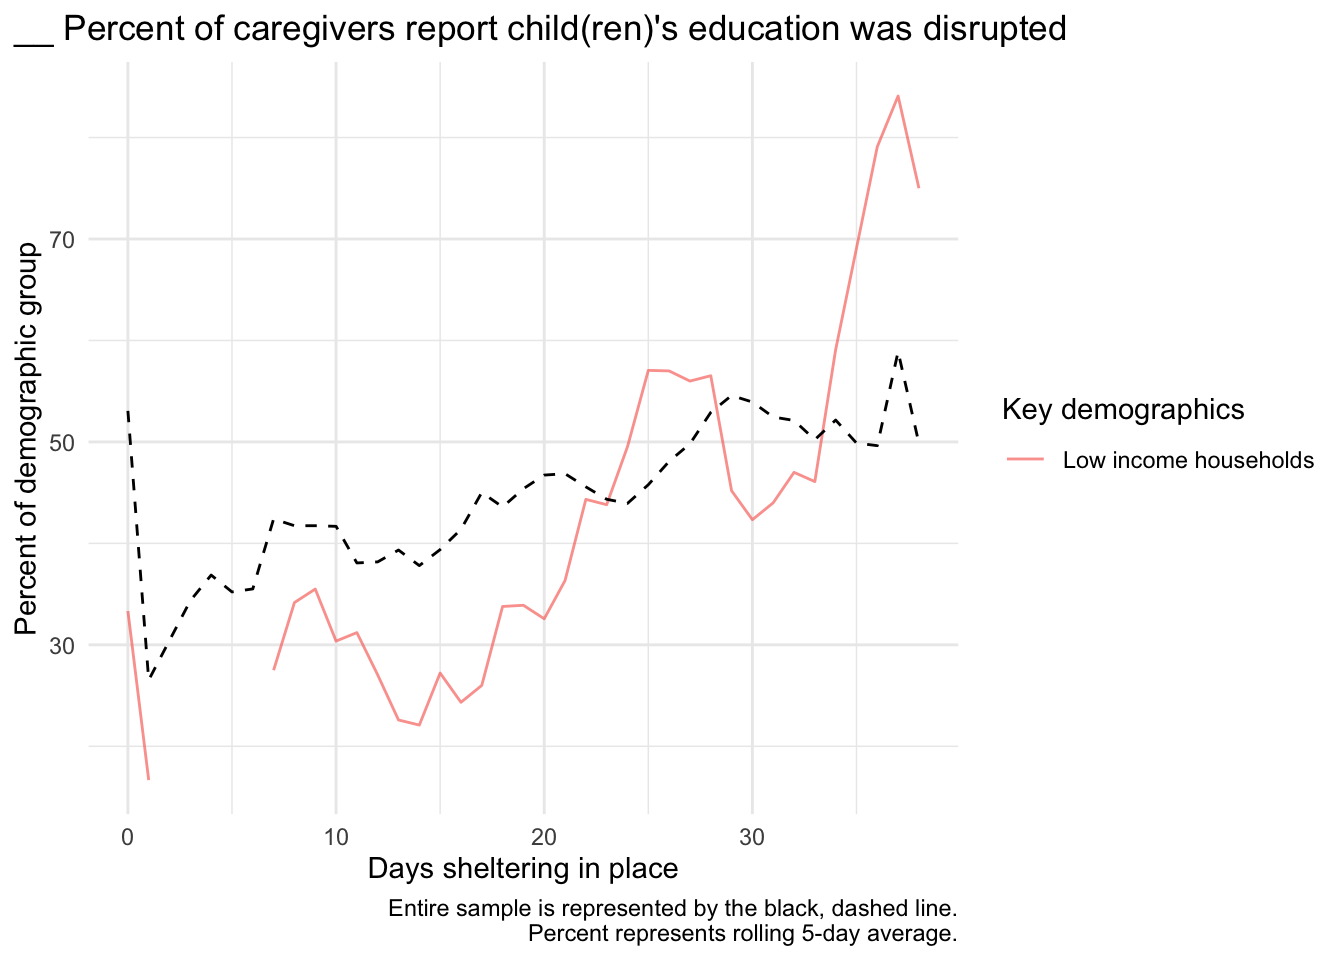 __ Percent of caregivers report child(ren)'s education was disrupted
Percent of demographic group
70
50
30
0
10
20
30
Days sheltering in place
Key demographics
Low income households
Entire sample is represented by the black, dashed line.
Percent represents rolling 5-day average.